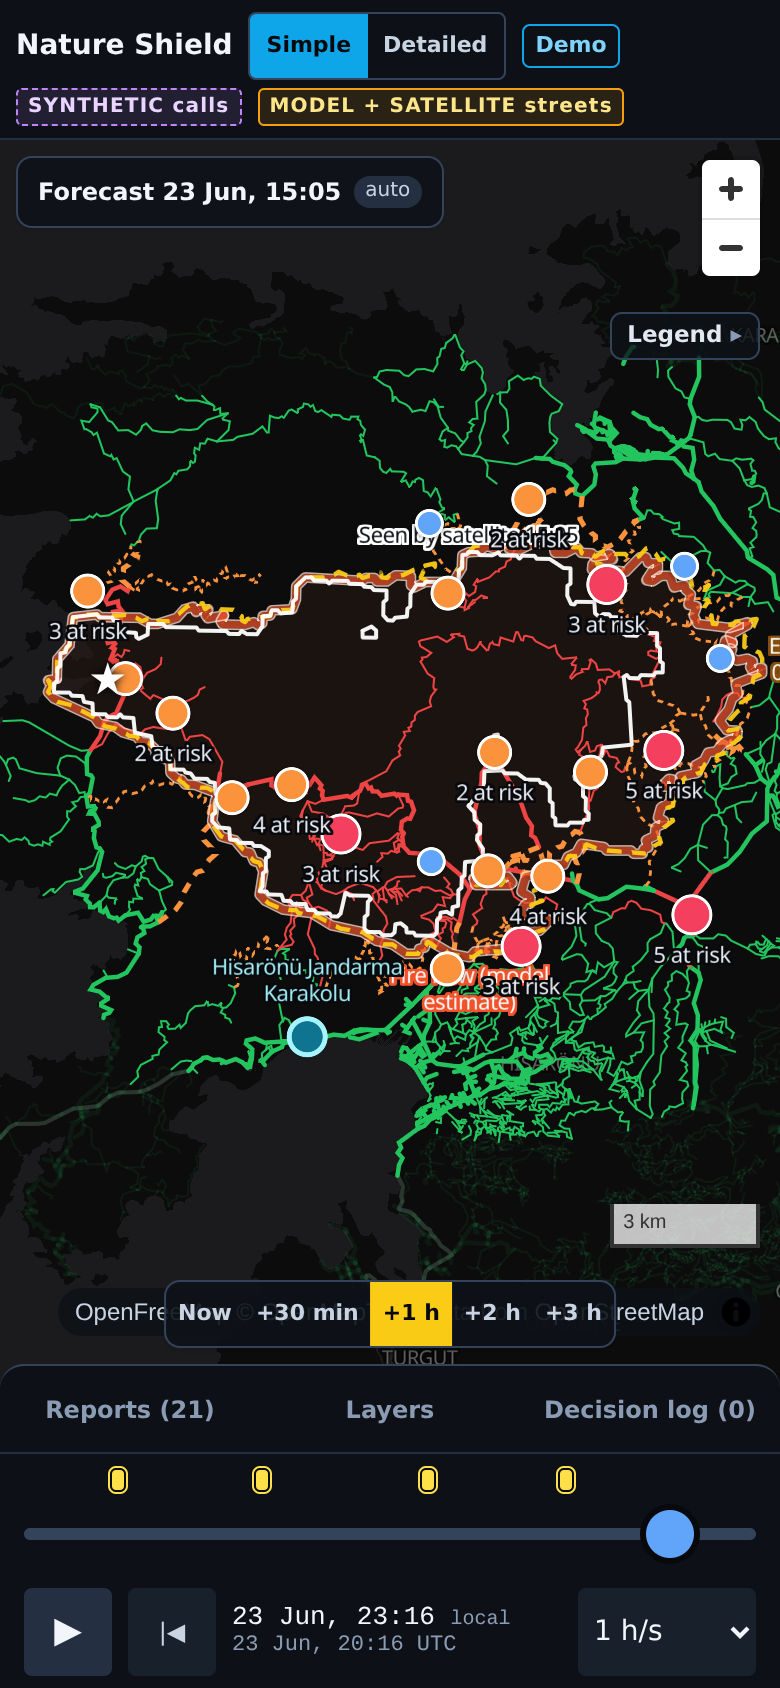 Nature Shield
Simple
Detailed
Demo
SYNTHETIC calls
MODEL + SATELLITE streets
Forecast 23 Jun, 15:05 auto
+
−
Legend ▸
Seen by satellite
2 at risk
3 at risk
3 at risk
2 at risk
2 at risk
5 at risk
4 at risk
3 at risk
4 at risk
5 at risk
Hisarönü Jandarma
Karakolu
3 at risk
(model
estimate)
3 km
Now
+30 min
+1 h
+2 h
+3 h
TURGUT
Reports (21)
Layers
Decision log (0)
23 Jun, 23:16 local
23 Jun, 20:16 UTC
1 h/s